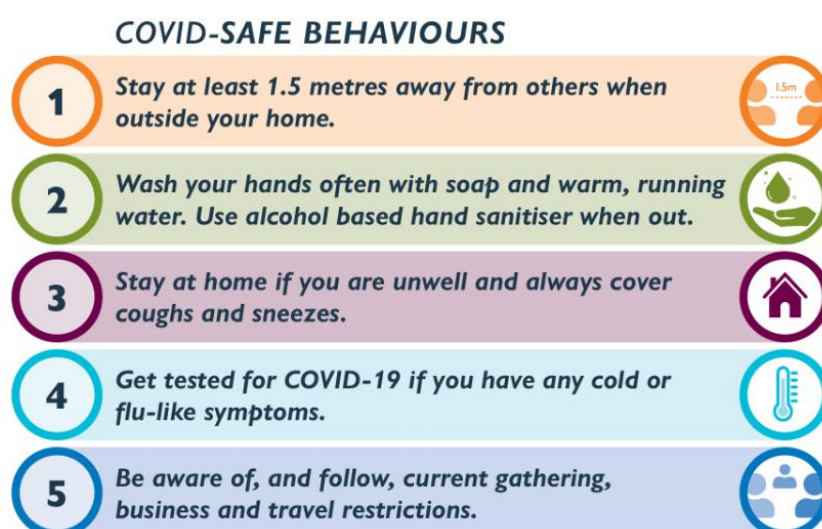 COVID-SAFE BEHAVIOURS
1
Stay at least 1.5 metres away from others when
outside your home.
1.5m
2
Wash your hands often with soap and warm, running
water. Use alcohol based hand sanitiser when out.
3
Stay at home if you are unwell and always cover
coughs and sneezes.
4
Get tested for COVID-19 if you have any cold or
flu-like symptoms.
5
Be aware of, and follow, current gathering,
business and travel restrictions.